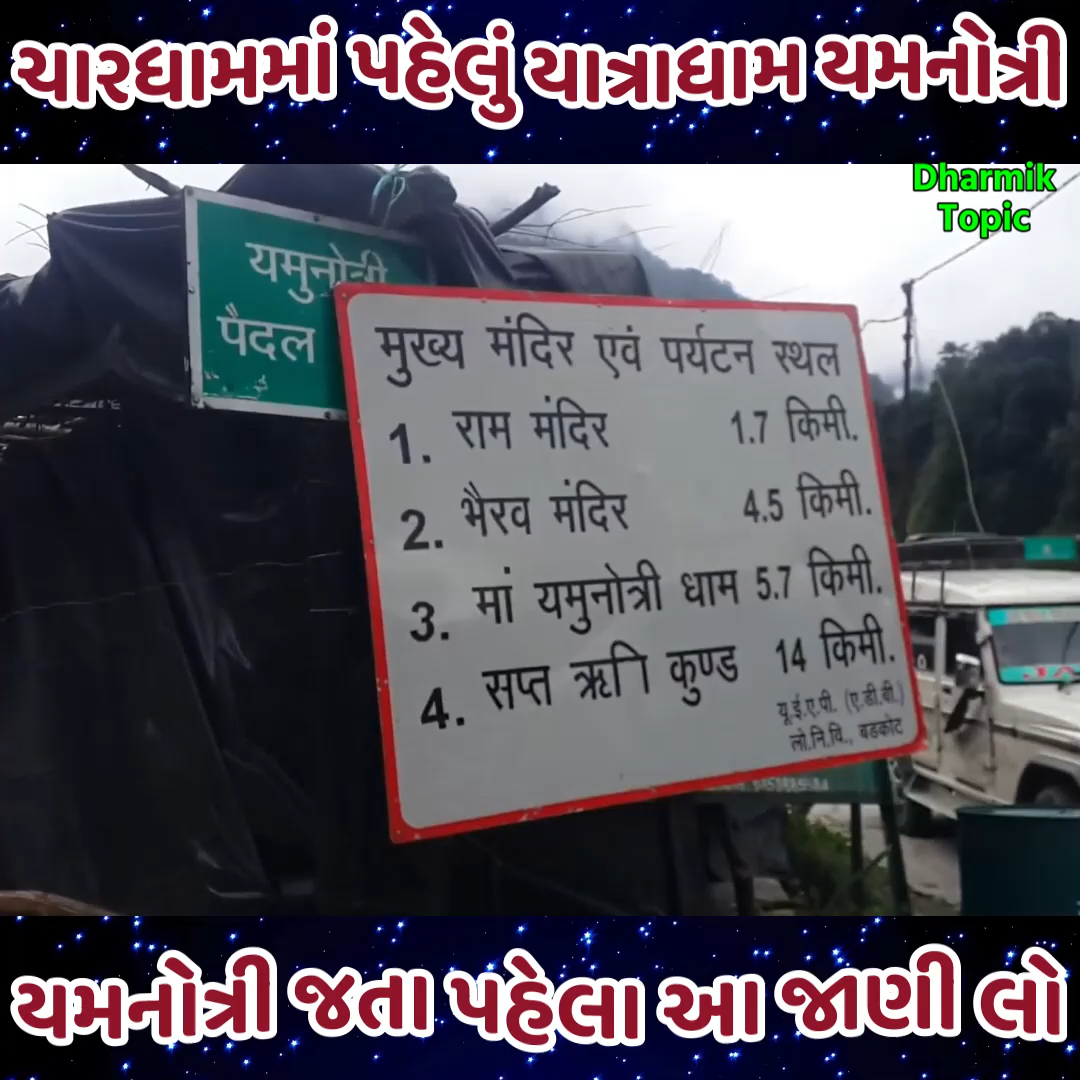 ચારધામમાં પહેલું યાત્રાધામ યમનોત્રી
Dharmik
Topic
यमुनोत्री
पैदल
मुख्य मंदिर एवं पर्यटन स्थल
1. राम मंदिर 1.7 किमी.
2. भैरव मंदिर 4.5 किमी.
3. मां यमुनोत्री धाम 5.7 किमी.
4. सप्त ऋि कुण्ड 14 किमी.
यू.ई.ए.पी. (ए.डी.बी.)
लो.नि.वि., बडकोट
યમનોત્રી જતા પહેલા આ જાણી લો